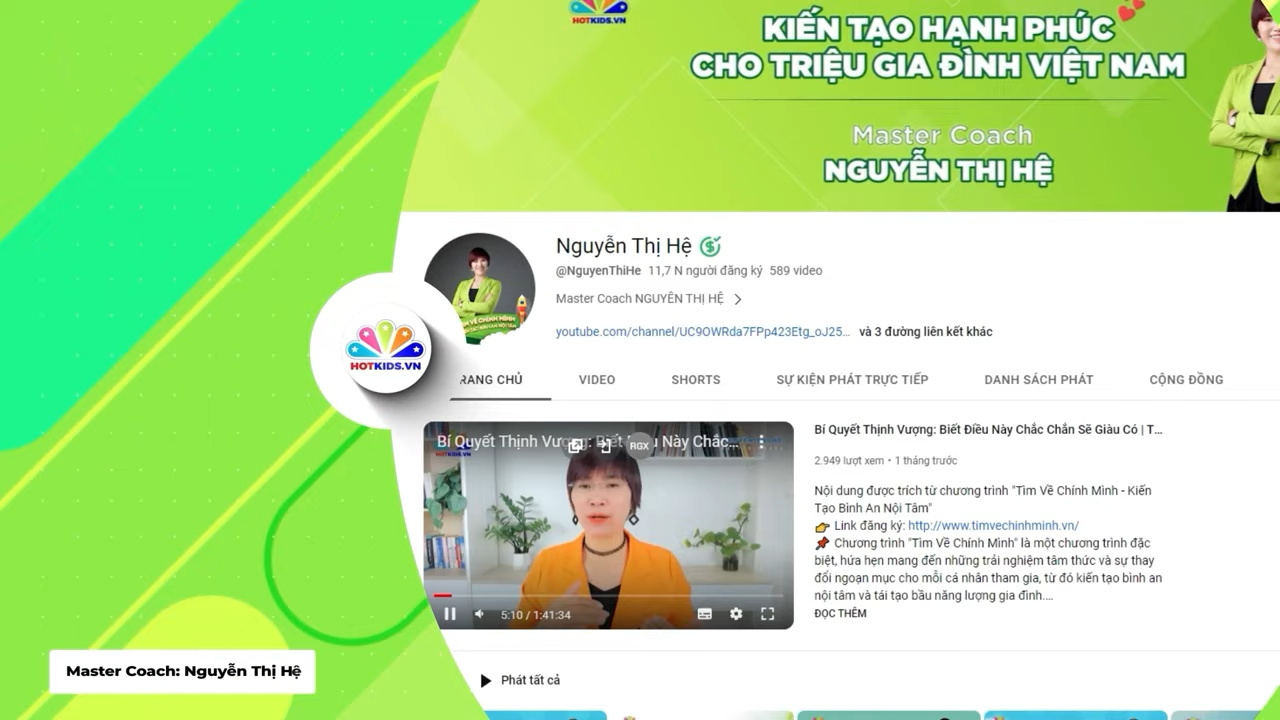 HOTKIDS.VN
KIẾN TẠO HẠNH PHÚC
CHO TRIỆU GIA ĐÌNH VIỆT NAM
Master Coach
NGUYỄN THỊ HỆ
Nguyễn Thị Hệ
@NguyenThiHe 11,7 N người đăng ký 589 video
Master Coach NGUYỄN THỊ HỆ
youtube.com/channel/UC9OWRda7FPp423Etg_oJ25... và 3 đường liên kết khác
HOTKIDS.VN
RANG CHỦ VIDEO SHORTS SỰ KIỆN PHÁT TRỰC TIẾP DANH SÁCH PHÁT CỘNG ĐỒNG
Bí Quyết Thịnh Vượng: Biết Này Chắc...
RGX
5:10 / 1:41:34
Bí Quyết Thịnh Vượng: Biết Điều Này Chắc Chắn Sẽ Giàu Có | T...
2.949 lượt xem • 1 tháng trước
Nội dung được trích từ chương trình "Tìm Về Chính Mình - Kiến
Tạo Bình An Nội Tâm"
👉 Link đăng ký: http://www.timvechinhminh.vn/
📌 Chương trình "Tìm Về Chính Mình" là một chương trình đặc
biệt, hứa hẹn mang đến những trải nghiệm tâm thức và sự thay
đổi ngoạn mục cho mỗi cá nhân tham gia, từ đó kiến tạo bình an
nội tâm và tái tạo bầu năng lượng gia đình....
ĐỌC THÊM
Phát tất cả
Master Coach: Nguyễn Thị Hệ